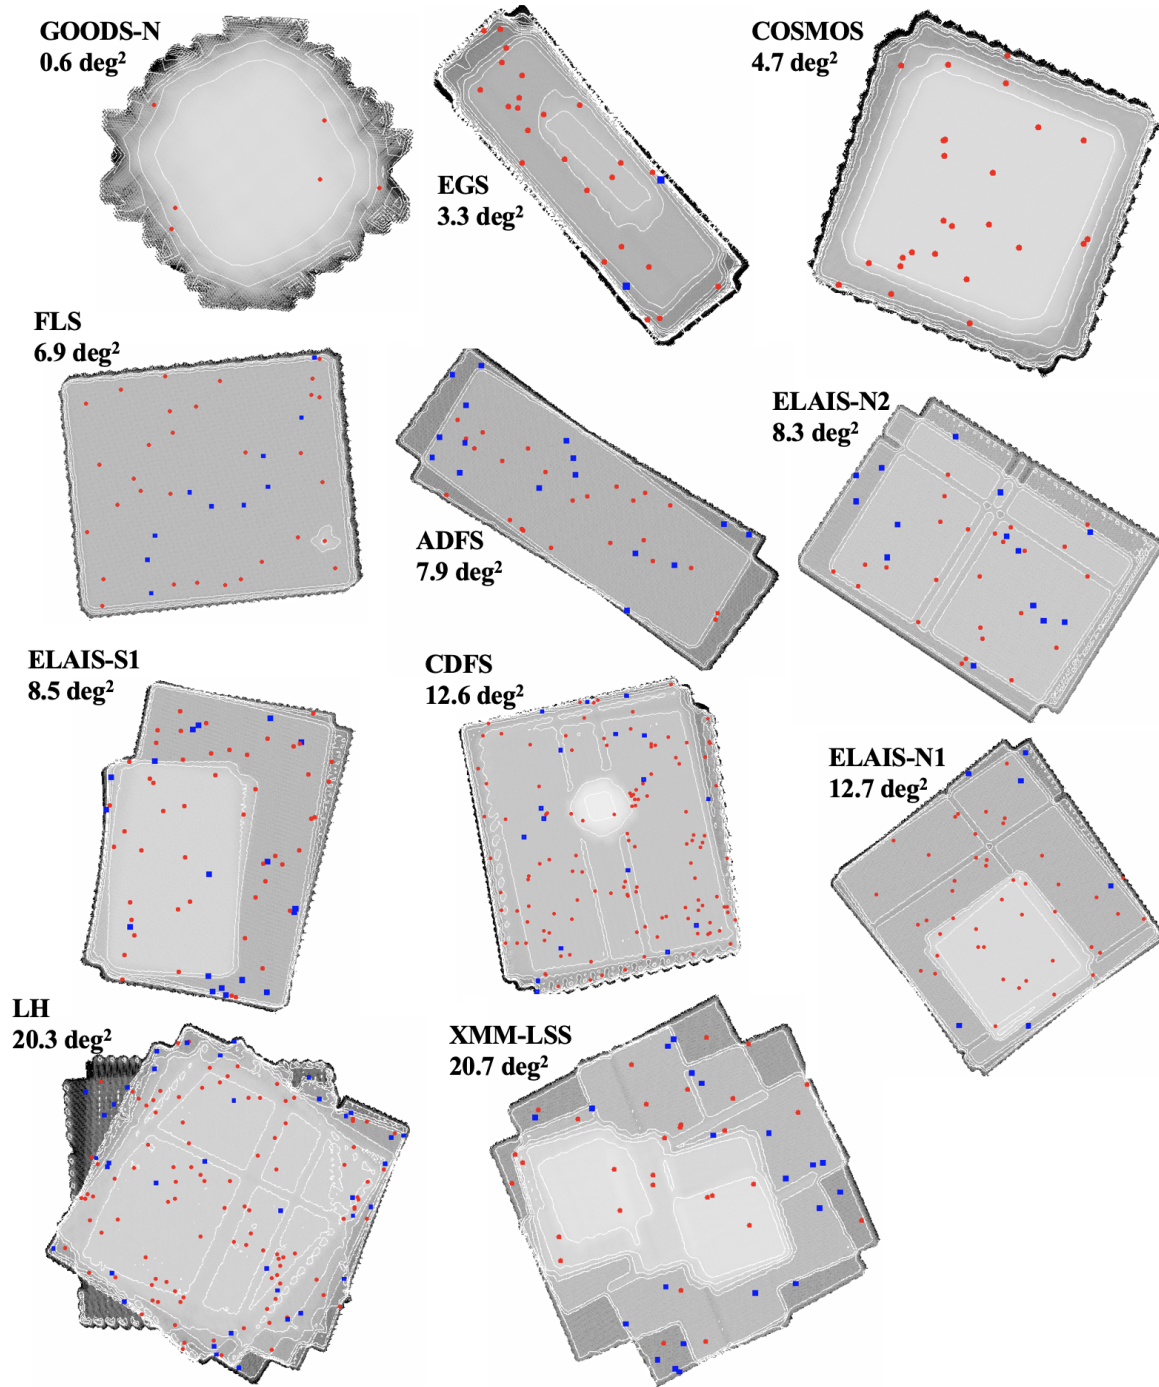 GOODS-N
0.6 deg²
EGS
3.3 deg²
COSMOS
4.7 deg²
FLS
6.9 deg²
ADFS
7.9 deg²
ELAIS-N2
8.3 deg²
ELAIS-S1
8.5 deg²
CDFS
12.6 deg²
ELAIS-N1
12.7 deg²
LH
20.3 deg²
XMM-LSS
20.7 deg²